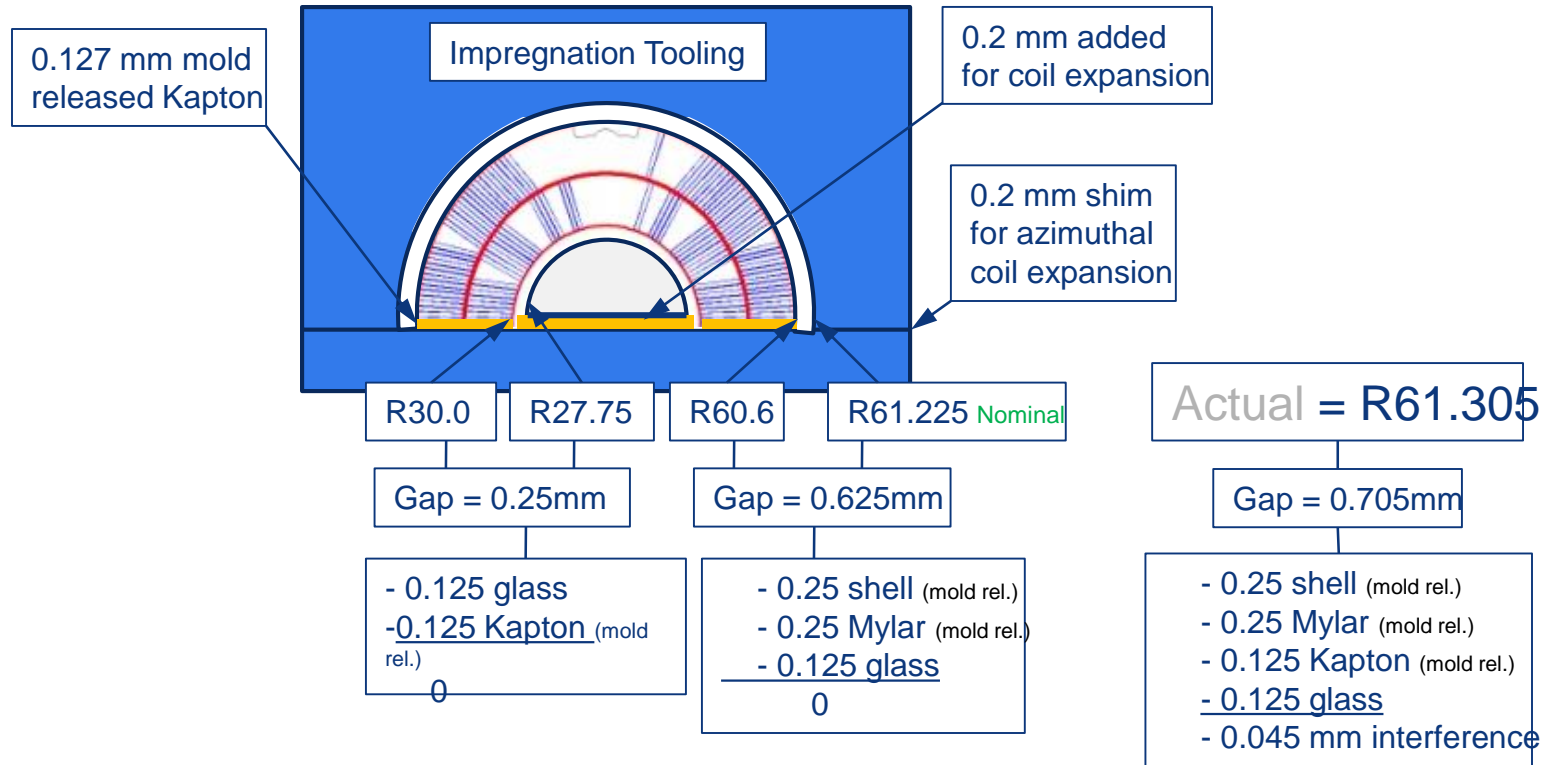 Impregnation Tooling
0.127 mm mold
released Kapton
0.2 mm added
for coil expansion
0.2 mm shim
for azimuthal
coil expansion
R30.0
R27.75
R60.6
R61.225 Nominal
Actual = R61.305
Gap = 0.25mm
Gap = 0.625mm
Gap = 0.705mm
- 0.125 glass
-0.125 Kapton (mold
rel.)
0
- 0.25 shell (mold rel.)
- 0.25 Mylar (mold rel.)
- 0.125 glass
0
- 0.25 shell (mold rel.)
- 0.25 Mylar (mold rel.)
- 0.125 Kapton (mold rel.)
- 0.125 glass
- 0.045 mm interference